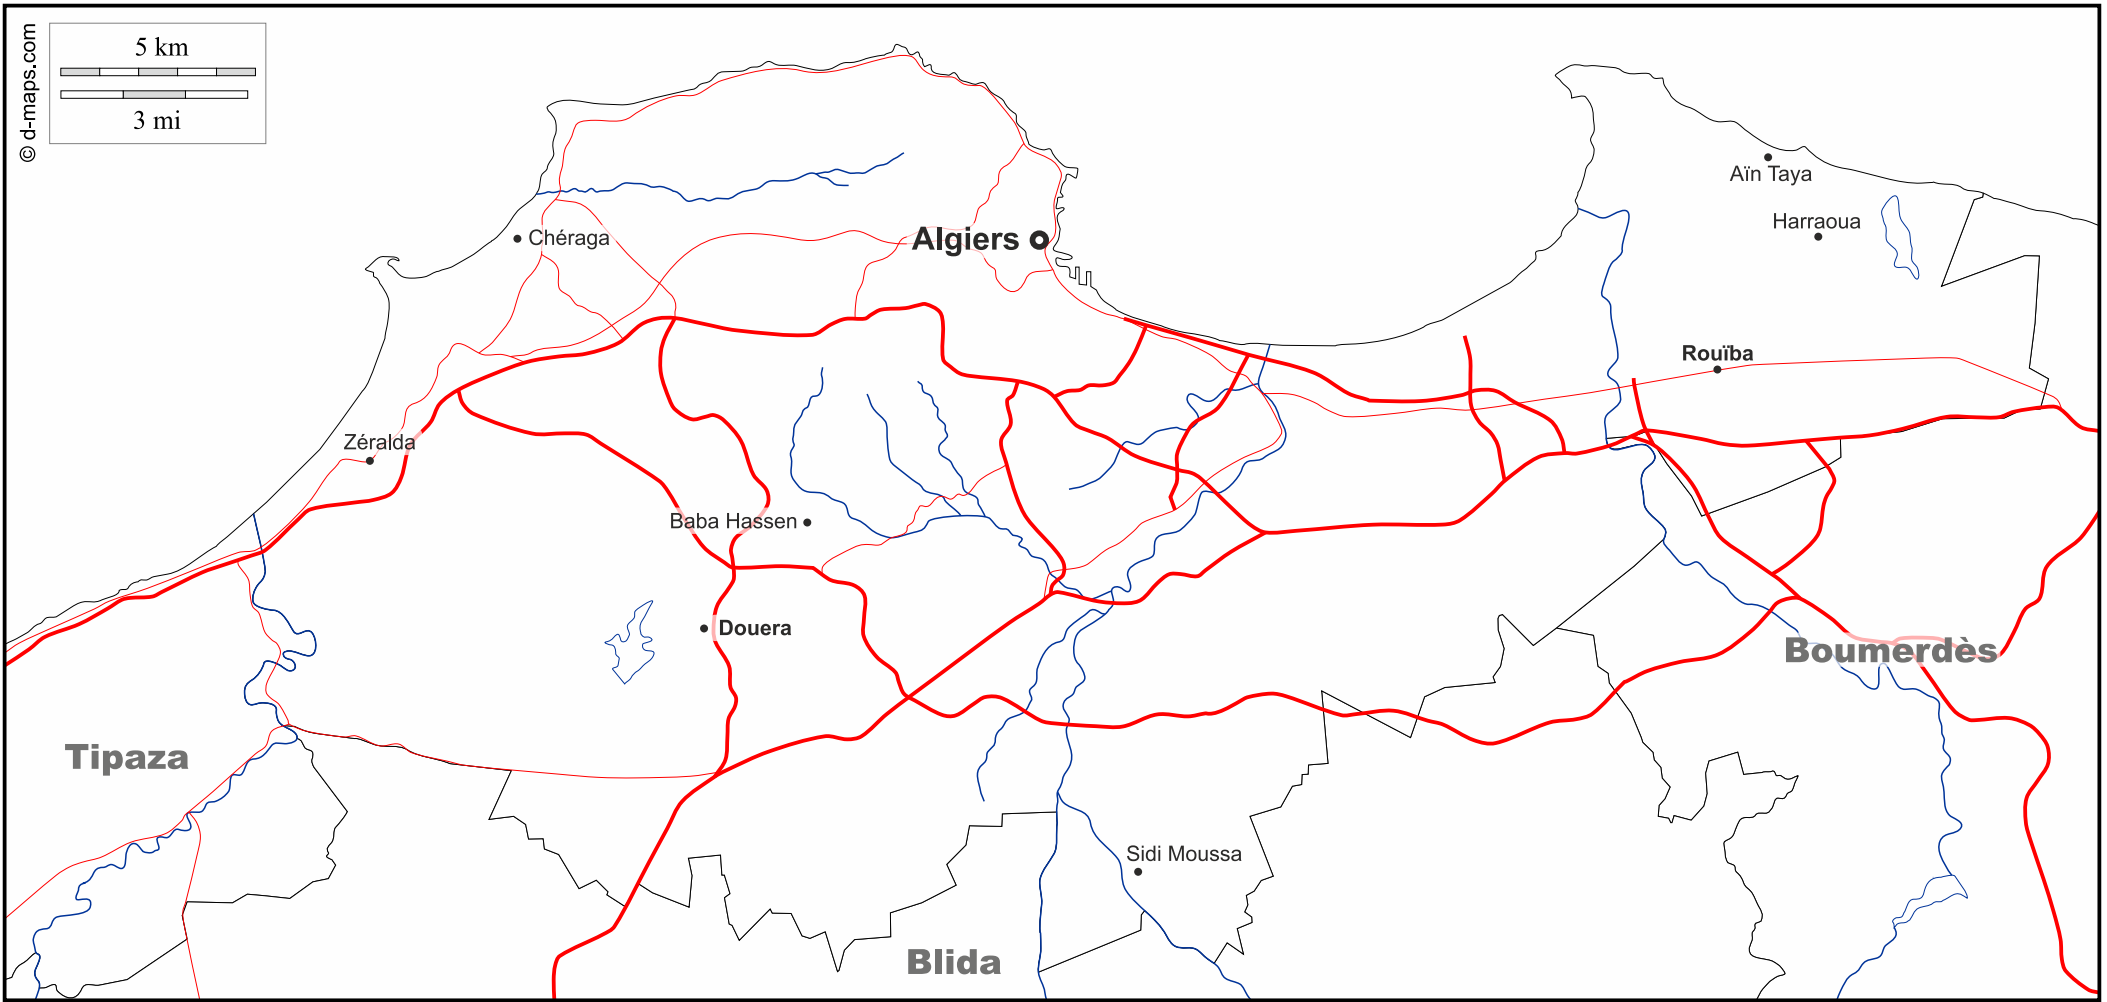 © d-maps.com
5 km
3 mi
Aïn Taya
Harraoua
Chéraga
Algiers
Rouïba
Zéralda
Baba Hassen
Douera
Boumerdès
Tipaza
Sidi Moussa
Blida